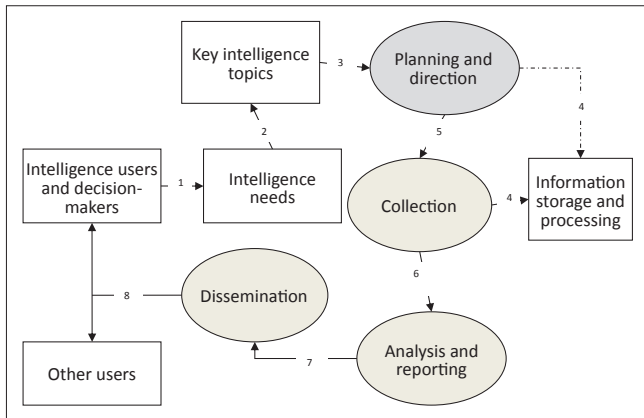 Key intelligence
topics
3
Planning and
direction
4
2
5
Intelligence users
and decision-
makers
1
Intelligence
needs
Collection
4
Information
storage and
processing
6
Dissemination
8
Analysis and
reporting
7
Other users